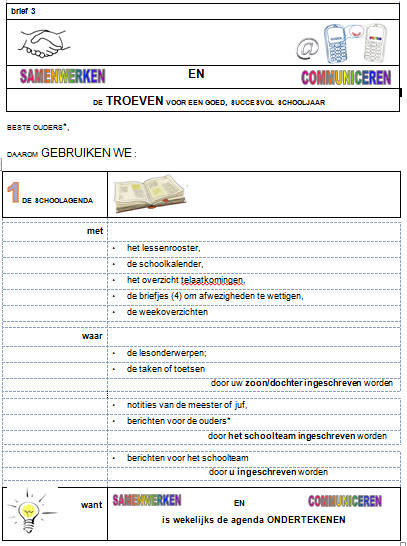 brief 3
@
SAMENWERKEN EN COMMUNICEREN
DE TROEVEN VOOR EEN GOED, SUCCESVOL SCHOOLJAAR
BESTE OUDERS*,
DAAROM GEBRUIKEN WE :
1 DE SCHOOLAGENDA
met
• het lessenrooster,
• de schoolkalender,
• het overzicht telaatkomingen,
• de briefjes (4) om afwezigheden te wettigen,
• de weekoverzichten
waar
• de lesonderwerpen;
• de taken of toetsen
door uw zoon/dochter ingeschreven worden
• notities van de meester of juf,
• berichten voor de ouders*
door het schoolteam ingeschreven worden
• berichten voor het schoolteam
door u ingeschreven worden
want SAMENWERKEN EN COMMUNICEREN
is wekelijks de agenda ONDERTEKENEN